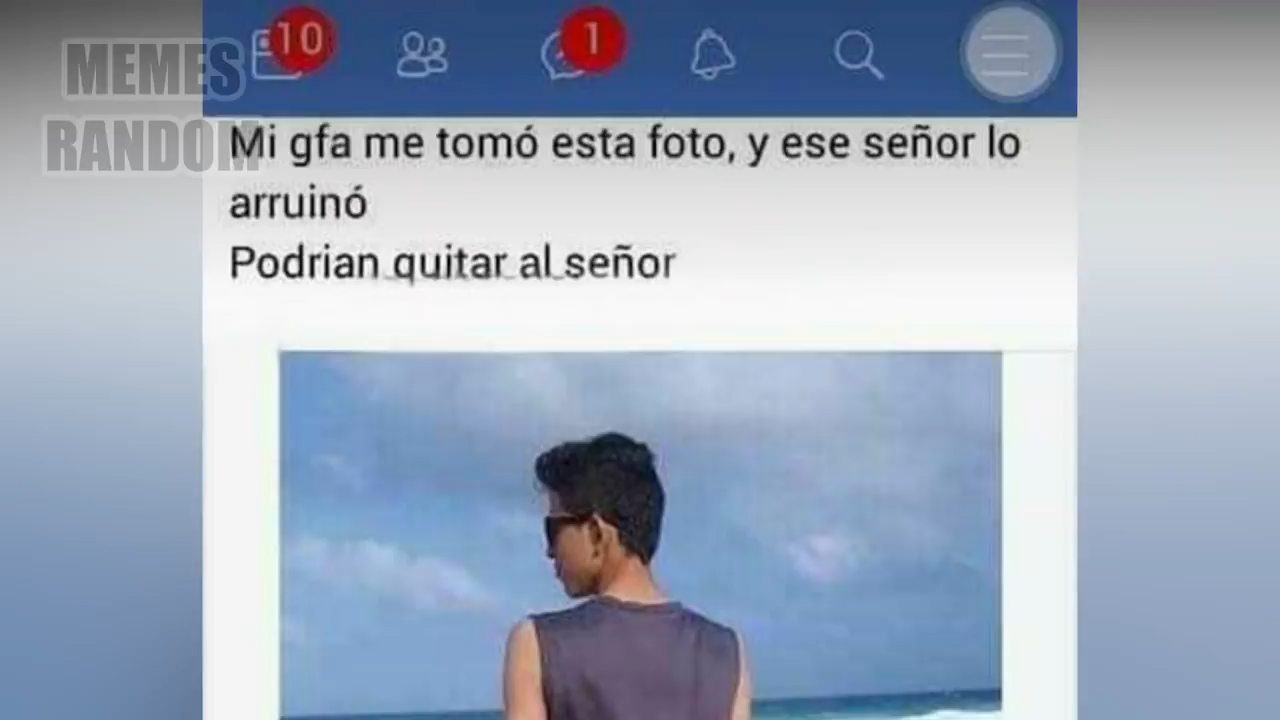 MEMES
RANDOM
10
1
Mi gfa me tomó esta foto, y ese señor lo
arruinó
Podrian quitar al señor